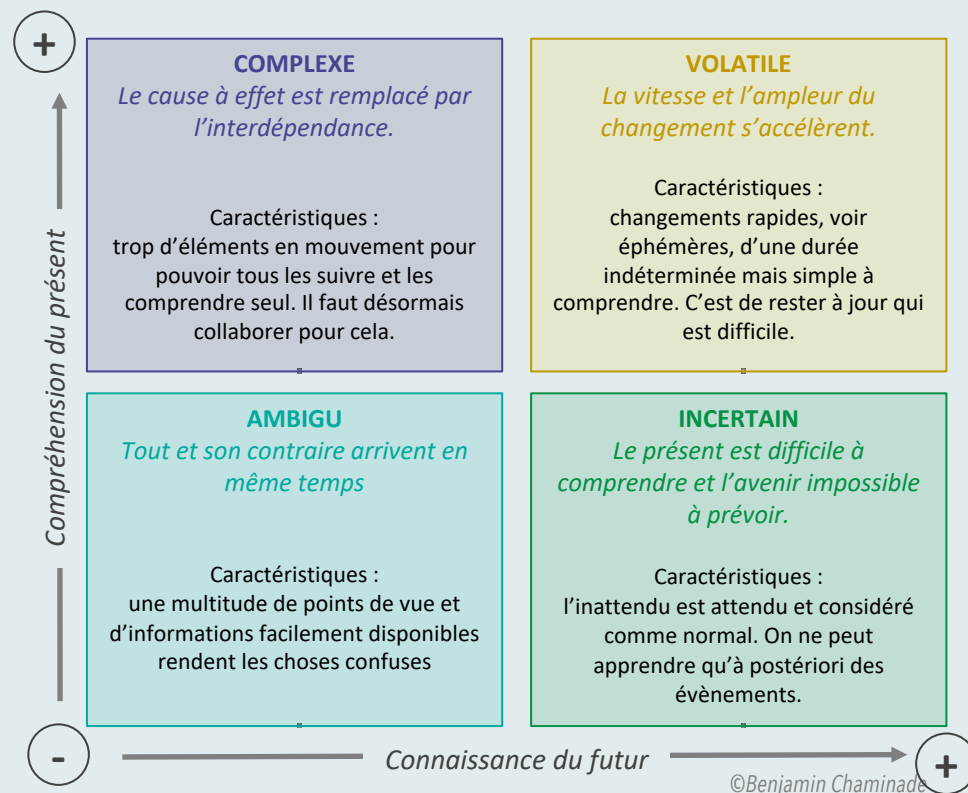 +
COMPLEXE
Le cause à effet est remplacé par
l'interdépendance.
Caractéristiques :
trop d'éléments en mouvement pour
pouvoir tous les suivre et les
comprendre seul. Il faut désormais
collaborer pour cela.
VOLATILE
La vitesse et l'ampleur du
changement s'accélèrent.
Caractéristiques :
changements rapides, voir
éphémères, d'une durée
indéterminée mais simple à
comprendre. C'est de rester à jour qui
est difficile.
Compréhension du présent
AMBIGU
Tout et son contraire arrivent en
même temps
Caractéristiques :
une multitude de points de vue et
d'informations facilement disponibles
rendent les choses confuses
INCERTAIN
Le présent est difficile à
comprendre et l'avenir impossible
à prévoir.
Caractéristiques :
l'inattendu est attendu et considéré
comme normal. On ne peut
apprendre qu'à postériori des
évènements.
-
Connaissance du futur
+
©Benjamin Chaminade